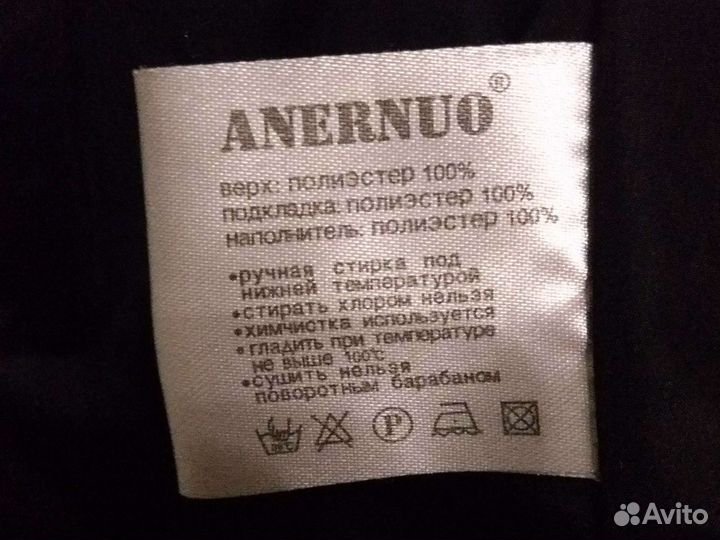 ANERNUO®
верх: полиэстер 100%
подкладка: полиэстер 100%
наполнитель: полиэстер 100%
•ручная стирка под
нижней температурой
•стирать хлором нельзя
•химчистка используется
•гладить при температуре
не выше 100°C
•сушить нельзя
поворотным барабаном
P
Avito